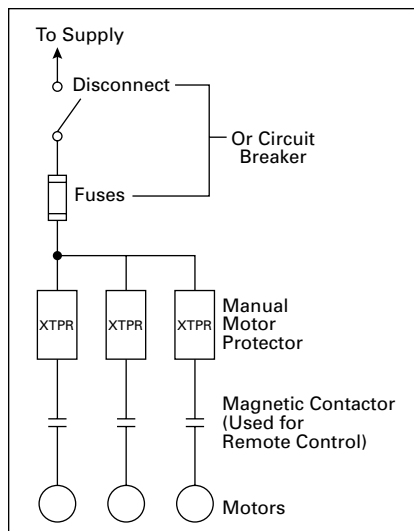 To Supply
Disconnect
Or Circuit
Breaker
Fuses
XTPR XTPR XTPR
Manual
Motor
Protector
Magnetic Contactor
(Used for
Remote Control)
Motors